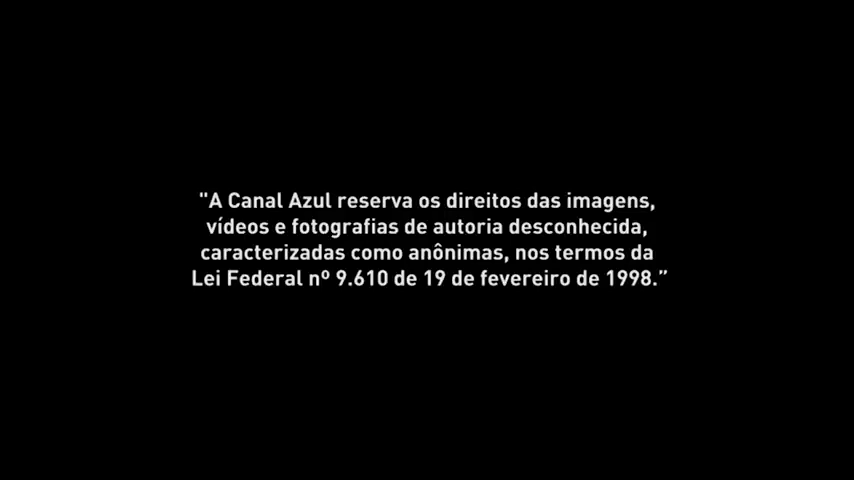 "A Canal Azul reserva os direitos das imagens,
vídeos e fotografias de autoria desconhecida,
caracterizadas como anônimas, nos termos da
Lei Federal nº 9.610 de 19 de fevereiro de 1998.”